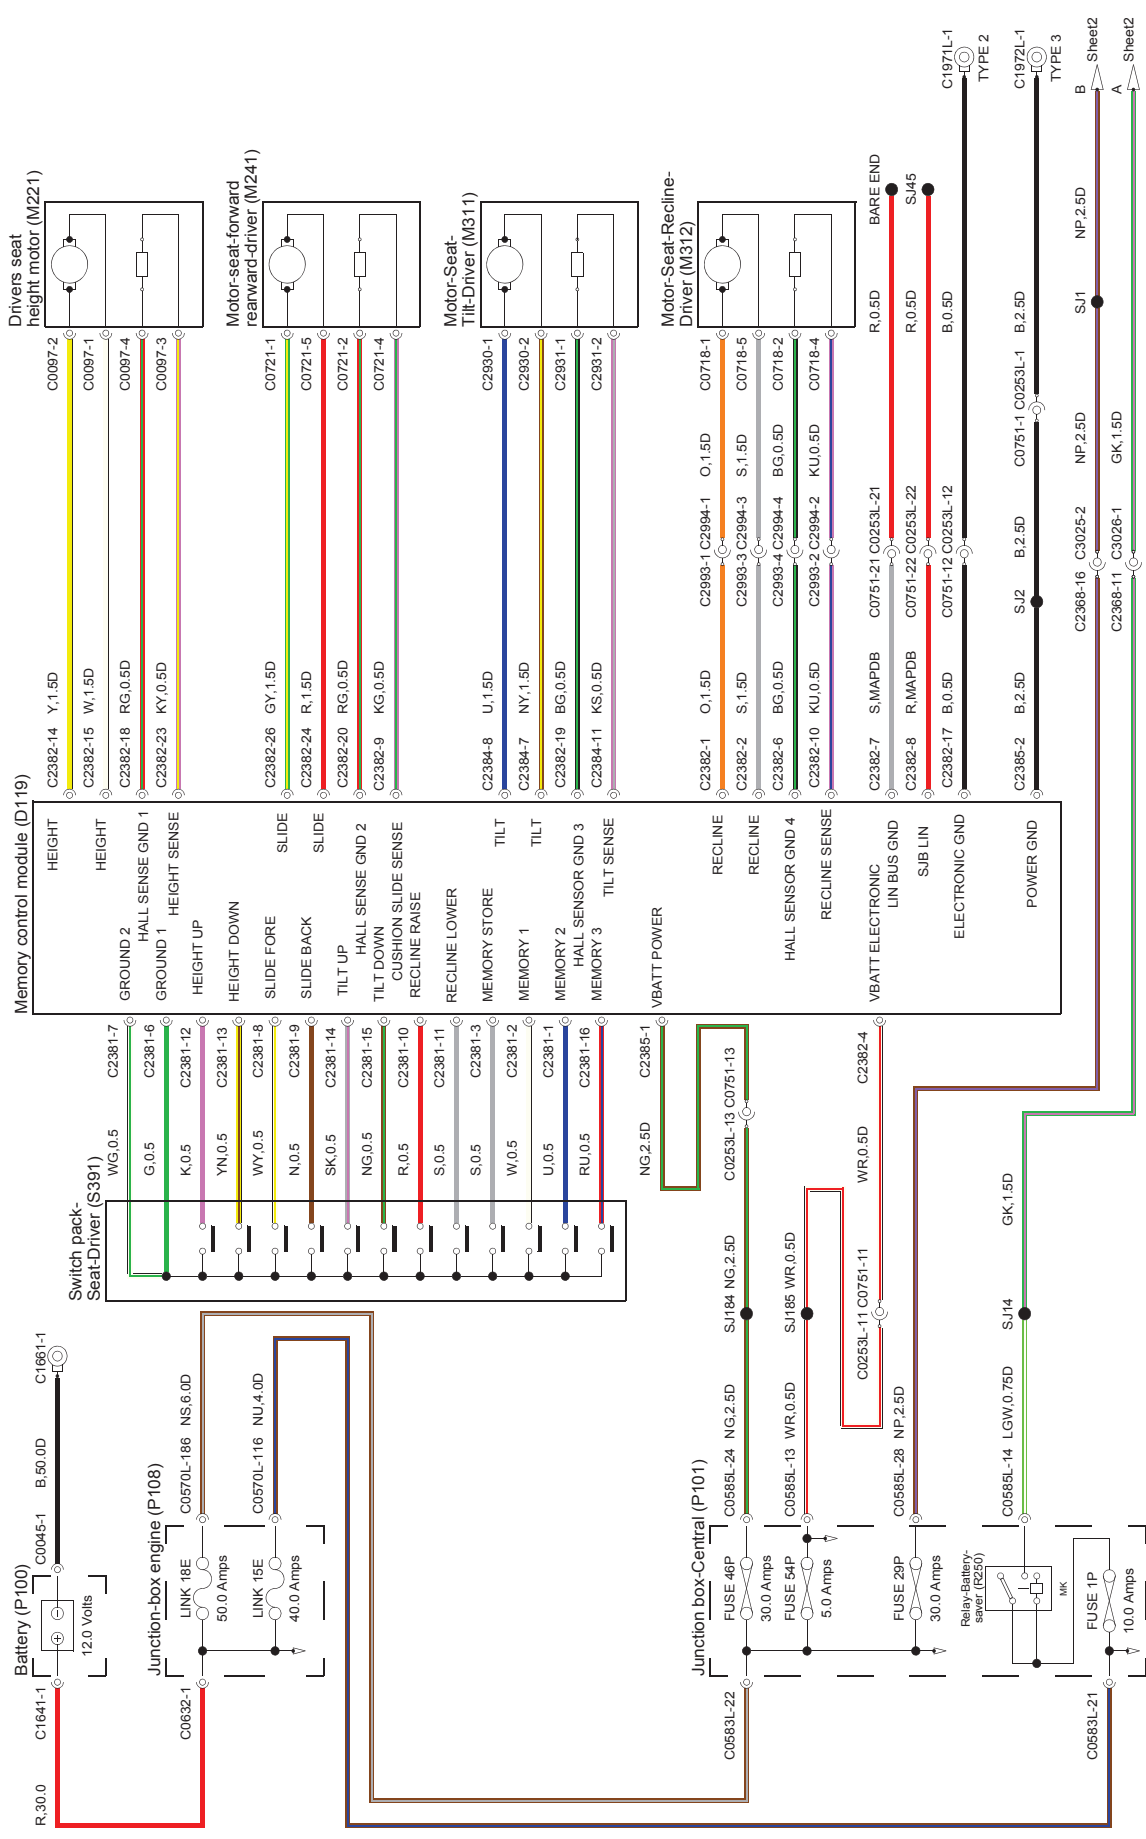 Battery (P100)
12.0 Volts
C1641-1
R,30.0
C0045-1
B,50.0D
C1661-1
Junction-box engine (P108)
LINK 18E
50.0 Amps
LINK 15E
40.0 Amps
C0632-1
C0570L-186 NS,6.0D
C0570L-116 NU,4.0D
Junction box-Central (P101)
FUSE 46P
30.0 Amps
FUSE 54P
5.0 Amps
FUSE 29P
30.0 Amps
Relay-Battery-
saver (R250)
MK
FUSE 1P
10.0 Amps
C0583L-22
C0583L-21
C0585L-24 NG,2.5D
SJ184 NG,2.5D
C0253L-13 C0751-13
NG,2.5D
C2385-1
C0585L-13 WR,0.5D
SJ185 WR,0.5D
C0253L-11 C0751-11
WR,0.5D
C2382-4
C0585L-28 NP,2.5D
C0585L-14 LGW,0.75D
SJ14
GK,1.5D
Switch pack-
Seat-Driver (S391)
WG,0.5 C2381-7
G,0.5 C2381-6
K,0.5 C2381-12
YN,0.5 C2381-13
WY,0.5 C2381-8
N,0.5 C2381-9
SK,0.5 C2381-14
NG,0.5 C2381-15
R,0.5 C2381-10
S,0.5 C2381-11
S,0.5 C2381-3
W,0.5 C2381-2
U,0.5 C2381-1
RU,0.5 C2381-16
Memory control module (D119)
GROUND 2
GROUND 1
HEIGHT UP
HEIGHT DOWN
SLIDE FORE
SLIDE BACK
TILT UP
TILT DOWN
RECLINE RAISE
RECLINE LOWER
MEMORY STORE
MEMORY 1
MEMORY 2
MEMORY 3
VBATT POWER
VBATT ELECTRONIC
HEIGHT
HEIGHT
HALL SENSE GND 1
HEIGHT SENSE
SLIDE
SLIDE
HALL SENSE GND 2
CUSHION SLIDE SENSE
TILT
TILT
HALL SENSOR GND 3
TILT SENSE
RECLINE
RECLINE
HALL SENSOR GND 4
RECLINE SENSE
LIN BUS GND
SJB LIN
ELECTRONIC GND
POWER GND
C2382-14 Y,1.5D C0097-2
C2382-15 W,1.5D C0097-1
C2382-18 RG,0.5D C0097-4
C2382-23 KY,0.5D C0097-3
Drivers seat
height motor (M221)
C2382-26 GY,1.5D C0721-1
C2382-24 R,1.5D C0721-5
C2382-20 RG,0.5D C0721-2
C2382-9 KG,0.5D C0721-4
Motor-seat-forward
rearward-driver (M241)
C2384-8 U,1.5D C2930-1
C2384-7 NY,1.5D C2930-2
C2382-19 BG,0.5D C2931-1
C2384-11 KS,0.5D C2931-2
Motor-Seat-
Tilt-Driver (M311)
C2382-1 O,1.5D C2993-1 C2994-1 O,1.5D C0718-1
C2382-2 S,1.5D C2993-3 C2994-3 S,1.5D C0718-5
C2382-6 BG,0.5D C2993-4 C2994-4 BG,0.5D C0718-2
C2382-10 KU,0.5D C2993-2 C2994-2 KU,0.5D C0718-4
Motor-Seat-Recline-
Driver (M312)
C2382-7 S,MAPDB C0751-21 C0253L-21 R,0.5D BARE END
C2382-8 R,MAPDB C0751-22 C0253L-22 R,0.5D SJ45
C2382-17 B,0.5D C0751-12 C0253L-12 B,0.5D C1971L-1
TYPE 2
C2385-2 B,2.5D SJ2 B,2.5D C0751-1 C0253L-1 B,2.5D C1972L-1
TYPE 3
C2368-16 C3025-2 NP,2.5D SJ1 NP,2.5D B Sheet2
C2368-11 C3026-1 GK,1.5D A Sheet2